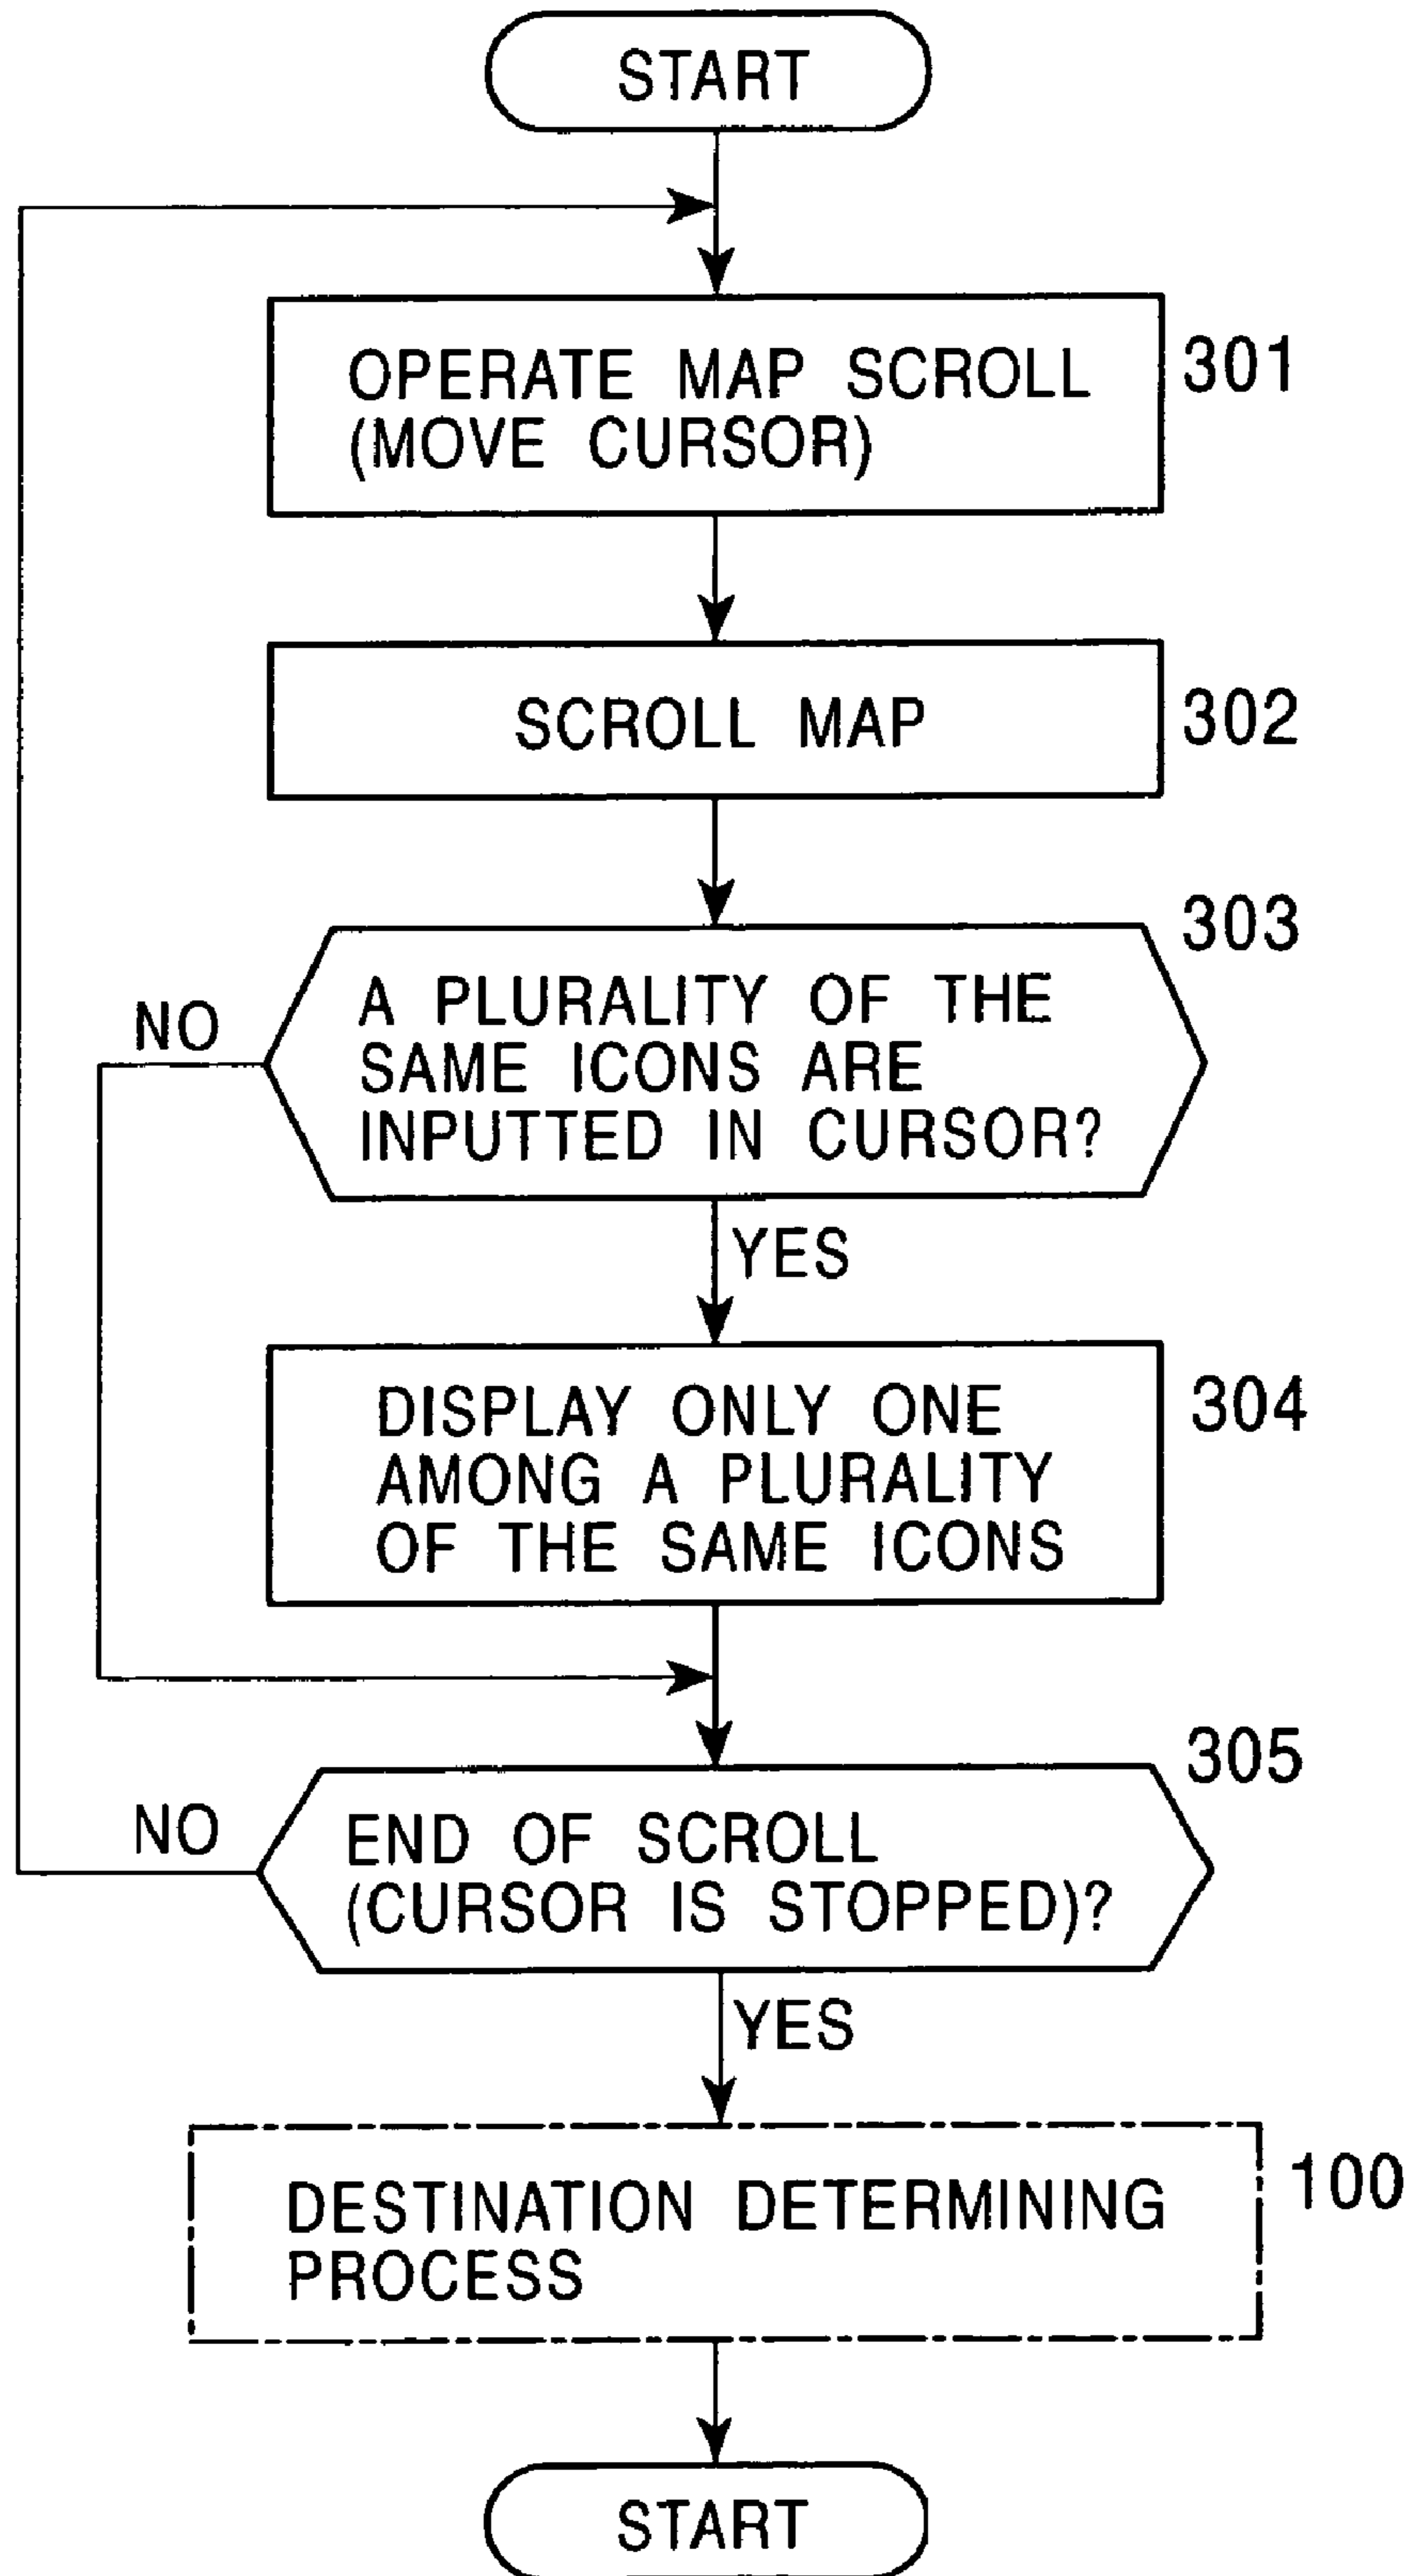 START
OPERATE MAP SCROLL
(MOVE CURSOR)
301
SCROLL MAP
302
303
A PLURALITY OF THE
SAME ICONS ARE
INPUTTED IN CURSOR?
NO
YES
DISPLAY ONLY ONE
AMONG A PLURALITY
OF THE SAME ICONS
304
305
END OF SCROLL
(CURSOR IS STOPPED)?
NO
YES
DESTINATION DETERMINING
PROCESS
100
START